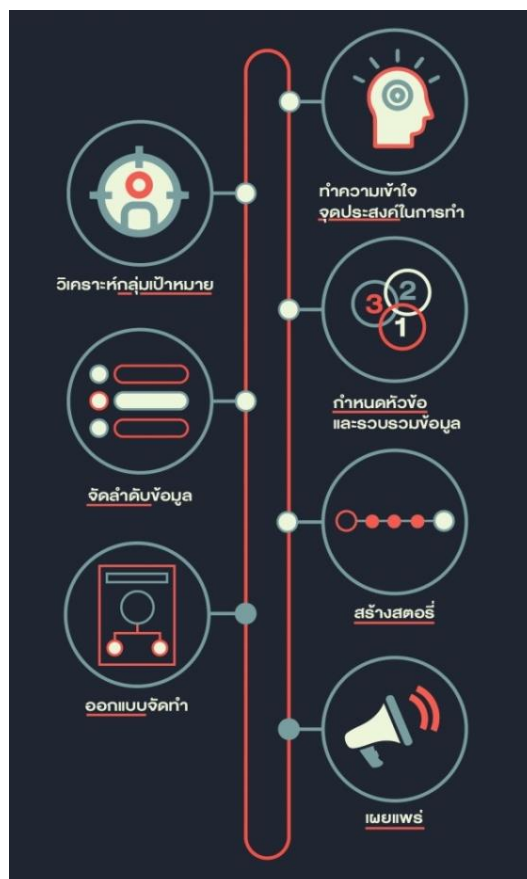 ทำความเข้าใจ
จุดประสงค์ในการทำ
วิเคราะห์กลุ่มเป้าหมาย
3
2
1
กำหนดหัวข้อ
และรวบรวมข้อมูล
จัดลำดับข้อมูล
สร้างสตอรี่
ออกแบบจัดทำ
เผยแพร่